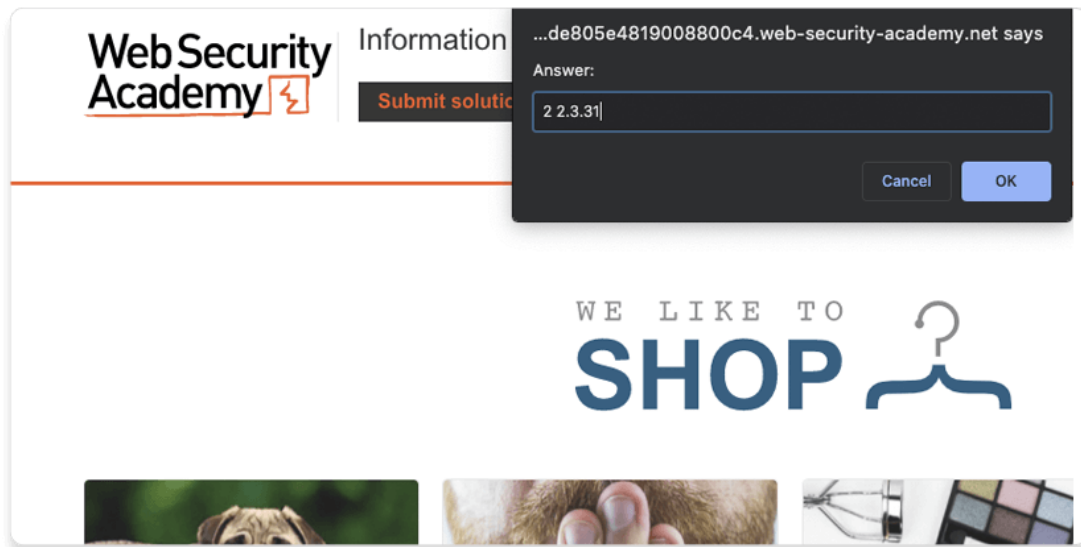 Web Security
Academy
Information
Submit solutio
...de805e4819008800c4.web-security-academy.net says
Answer:
2 2.3.31
Cancel
OK
WE LIKE TO
SHOP